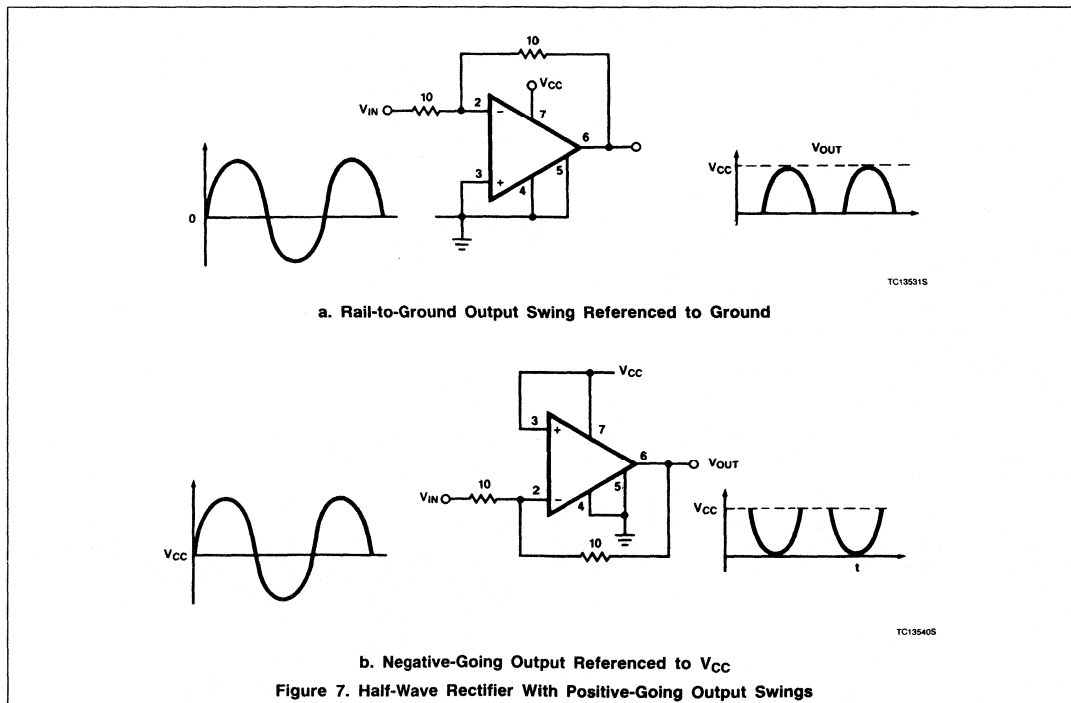 10
VCC
VIN
10
2
−
7
6
3
+
4
5
0
VCC
VOUT
TC13531S
a. Rail-to-Ground Output Swing Referenced to Ground
VCC
3
+
7
6
VOUT
5
VIN
10
2
−
4
10
VCC
VCC
t
TC13540S
b. Negative-Going Output Referenced to VCC
Figure 7. Half-Wave Rectifier With Positive-Going Output Swings